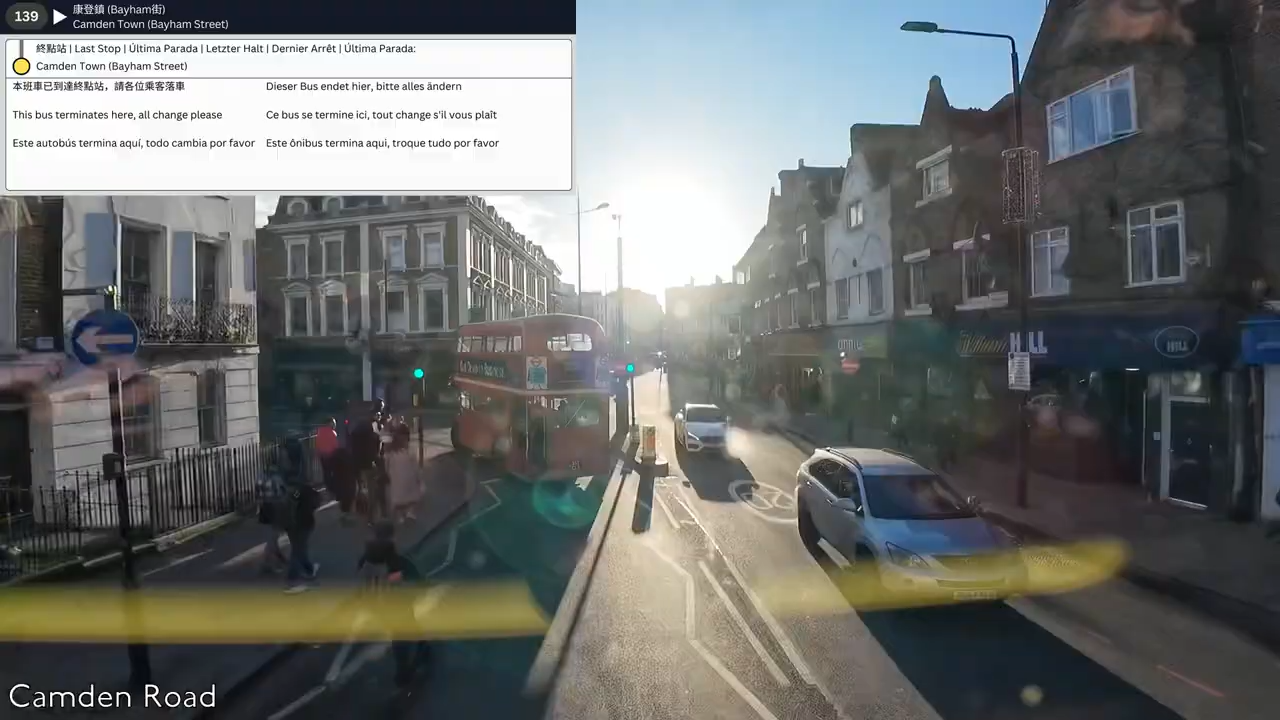 139
康登鎮 (Bayham街)
Camden Town (Bayham Street)
終點站 | Last Stop | Última Parada | Letzter Halt | Dernier Arrêt | Última Parada:
Camden Town (Bayham Street)
本班車已到達終點站，請各位乘客落車
Dieser Bus endet hier, bitte alles ändern
This bus terminates here, all change please
Ce bus se termine ici, tout change s'il vous plaît
Este autobús termina aquí, todo cambia por favor
Este ônibus termina aqui, troque tudo por favor
William HILL
HILL
Camden Road